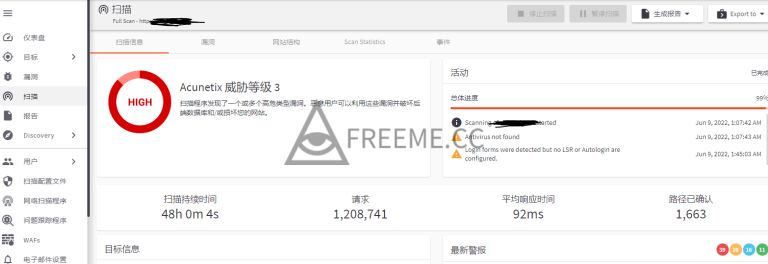 扫描
Full Scan - http
停止扫描
暂停扫描
生成报告
Export to
扫描信息
漏洞
网站结构
Scan Statistics
事件
仪表盘
目标
漏洞
扫描
报告
Discovery
用户
扫描配置文件
网络扫描程序
问题跟踪程序
WAFs
电子邮件设置
HIGH
Acunetix 威胁等级 3
扫描程序发现了一个或多个高危类型漏洞。恶意用户可以利用这些漏洞并破坏后
端数据库和/或损坏您的网站。
活动
已完成
总体进度
99%
Scanning of
Jun 9, 2022, 1:07:42 AM
Antivirus not found
Jun 9, 2022, 1:07:43 AM
Login forms were detected but no LSR or Autologin are
configured.
Jun 9, 2022, 1:45:03 AM
FREEME.CC
扫描持续时间
48h 0m 4s
请求
1,208,741
平均响应时间
92ms
路径已确认
1,663
目标信息
最新警报
39
16
11